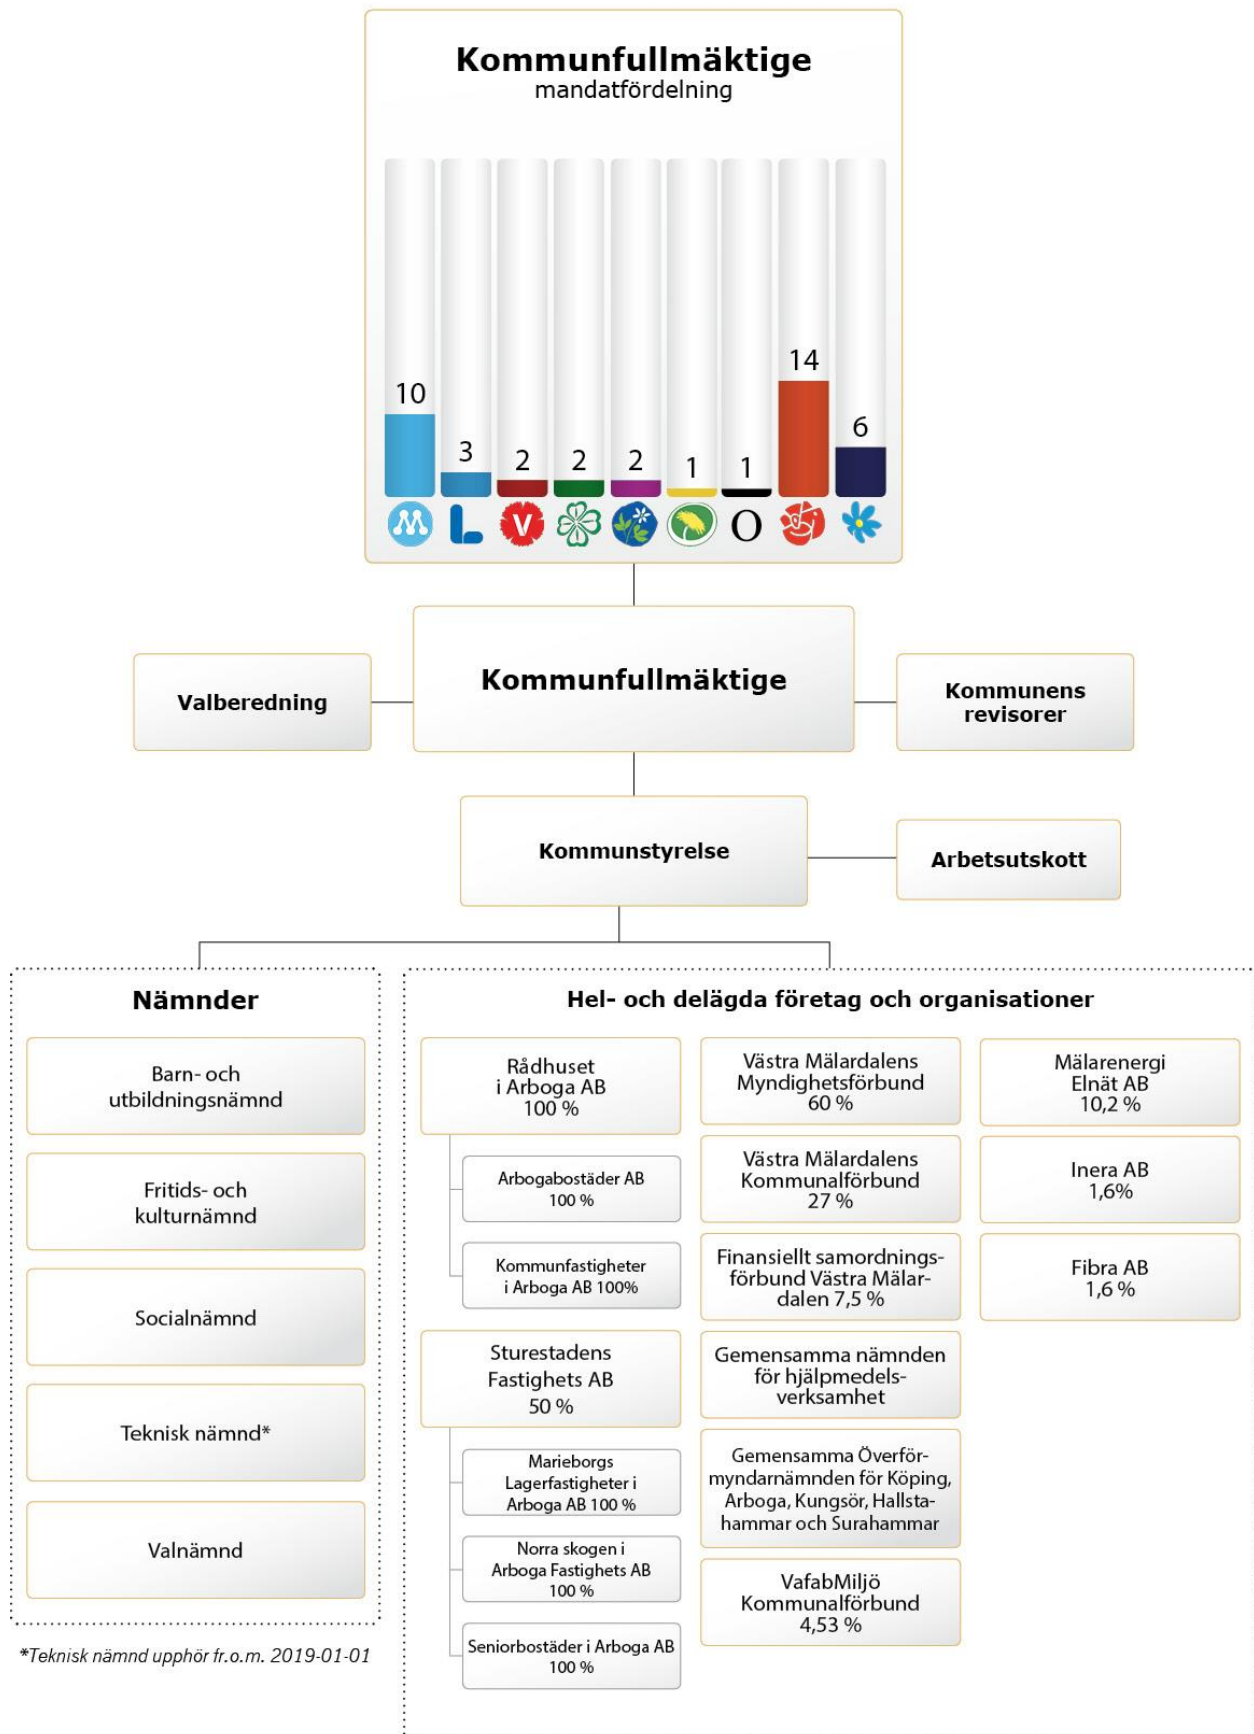 Kommunfullmäktige
mandatfördelning
10
3
2
2
2
1
1
14
6
L
V
O
Kommunfullmäktige
Valberedning
Kommunens
revisorer
Kommunstyrelse
Arbetsutskott
Nämnder
Barn- och
utbildningsnämnd
Fritids- och
kulturnämnd
Socialnämnd
Teknisk nämnd*
Valnämnd
*Teknisk nämnd upphör fr.o.m. 2019-01-01
Hel- och delägda företag och organisationer
Rådhuset
i Arboga AB
100 %
Arbogabostäder AB
100 %
Kommunfastigheter
i Arboga AB 100%
Sturestadens
Fastighets AB
50 %
Marieborgs
Lagerfastigheter i
Arboga AB 100 %
Norra skogen i
Arboga Fastighets AB
100 %
Seniorbostäder i Arboga AB
100 %
Västra Mälardalens
Myndighetsförbund
60 %
Västra Mälardalens
Kommunalförbund
27 %
Finansiellt samordnings-
förbund Västra Mälar-
dalen 7,5 %
Gemensamma nämnden
för hjälpmedels-
verksamhet
Gemensamma Överför-
myndarnämnden för Köping,
Arboga, Kungsör, Hallsta-
hammar och Surahammar
VafabMiljö
Kommunalförbund
4,53 %
Mälarenergi
Elnät AB
10,2 %
Inera AB
1,6%
Fibra AB
1,6 %